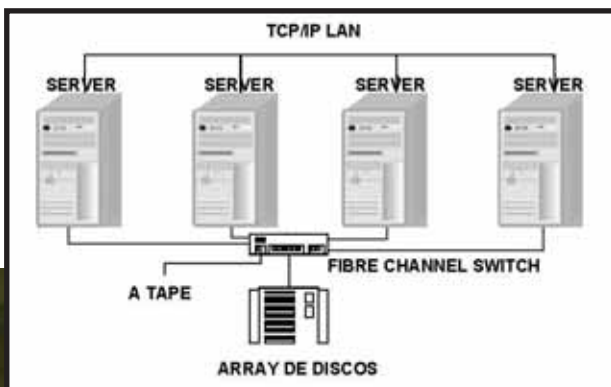 TCP/IP LAN
SERVER SERVER SERVER SERVER
FIBRE CHANNEL SWITCH
A TAPE
ARRAY DE DISCOS